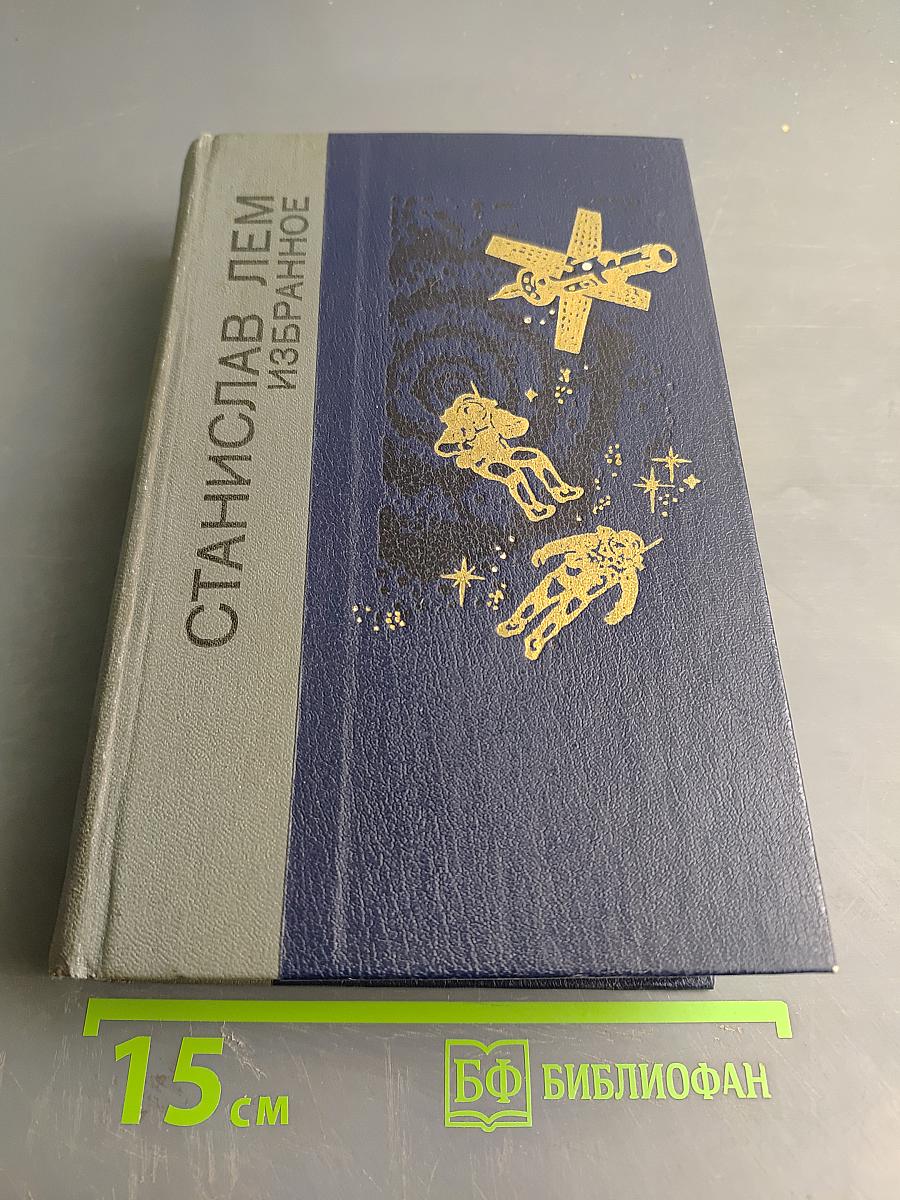 СТАНИСЛАВ ЛЕМ
ИЗБРАННОЕ
15 см
БФ БИБЛИОФАН